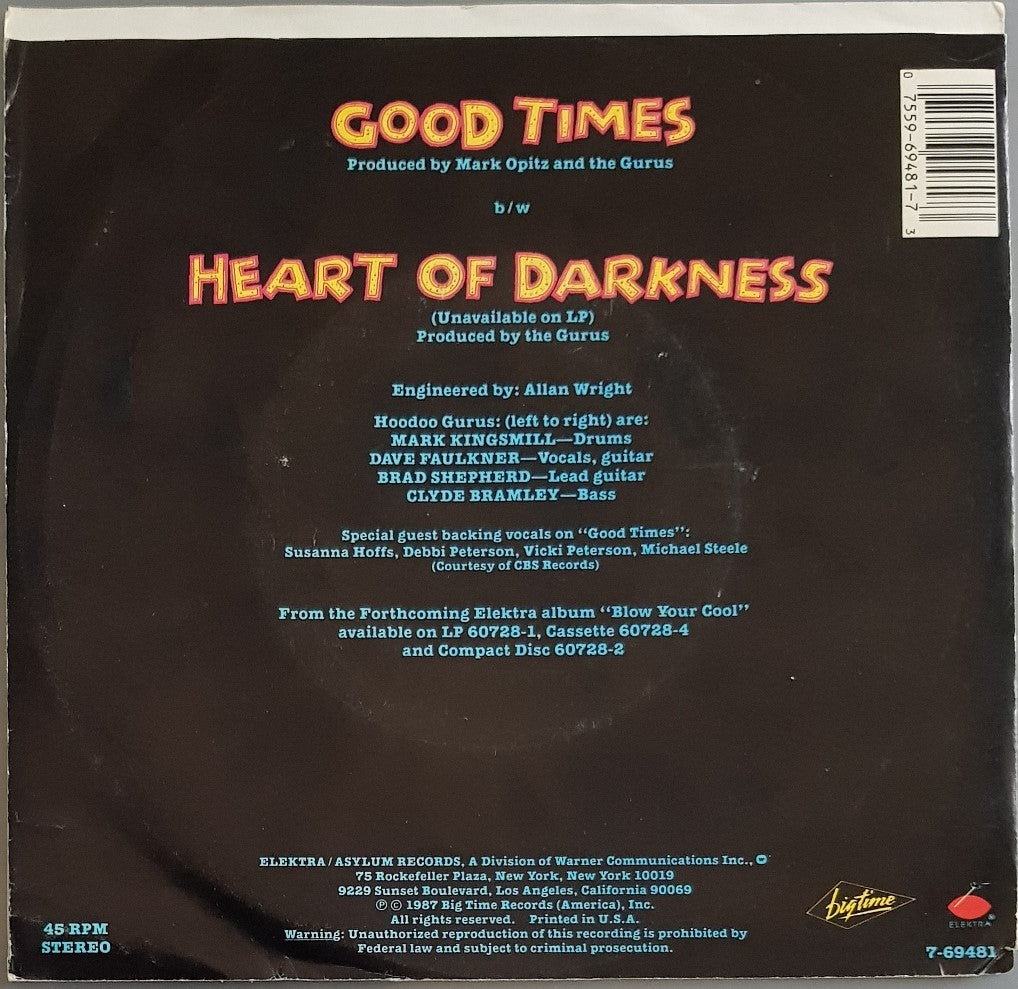 GOOD TIMES
Produced by Mark Opitz and the Gurus
b/w
HEART OF DARKNESS
(Unavailable on LP)
Produced by the Gurus
Engineered by: Allan Wright
Hoodoo Gurus: (left to right) are:
MARK KINGSMILL—Drums
DAVE FAULKNER—Vocals, guitar
BRAD SHEPHERD—Lead guitar
CLYDE BRAMLEY—Bass
Special guest backing vocals on "Good Times":
Susanna Hoffs, Debbi Peterson, Vicki Peterson, Michael Steele
(Courtesy of CBS Records)
From the Forthcoming Elektra album "Blow Your Cool"
available on LP 60728-1, Cassette 60728-4
and Compact Disc 60728-2
0 7559-69481-7 3
ELEKTRA/ASYLUM RECORDS, A Division of Warner Communications Inc.,
75 Rockefeller Plaza, New York, New York 10019
9229 Sunset Boulevard, Los Angeles, California 90069
℗ © 1987 Big Time Records (America), Inc.
All rights reserved. Printed in U.S.A.
Warning: Unauthorized reproduction of this recording is prohibited by
Federal law and subject to criminal prosecution.
45 RPM
STEREO
bigtime
ELEKTRA®
7-69481